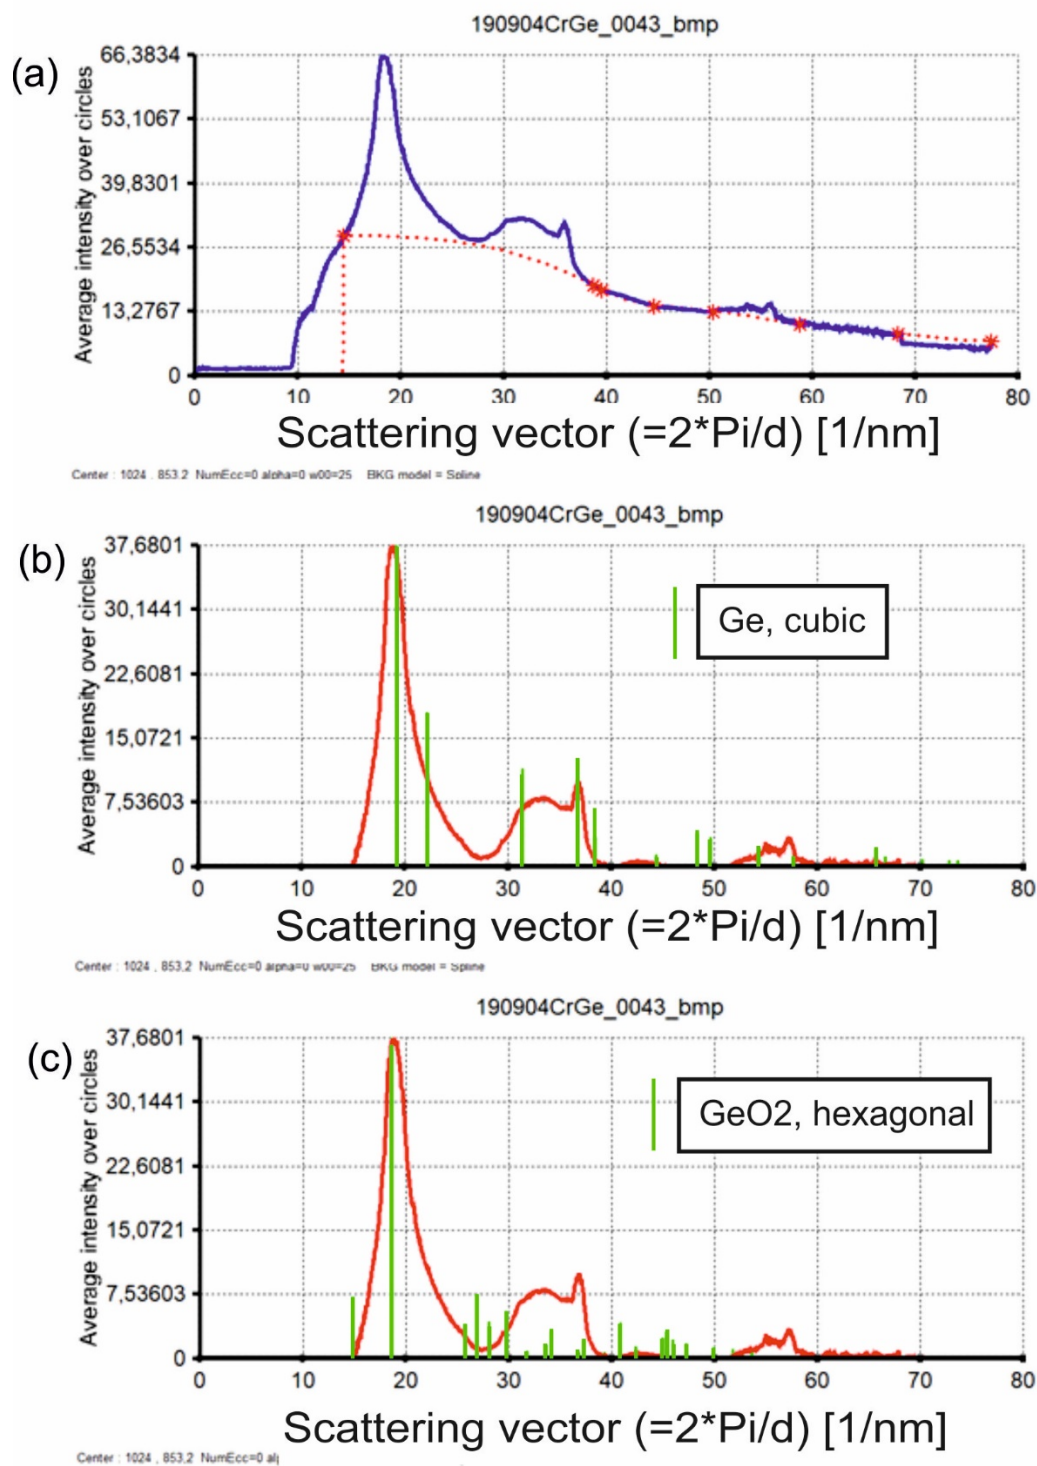 190904CrGe_0043_bmp
(a)
Average intensity over circles
66,3834
53,1067
39,8301
26,5534
13,2767
0
0 10 20 30 40 50 60 70 80
Scattering vector (=2*Pi/d) [1/nm]
Center : 1024 . 853.2 NumEcc=0 alpha=0 w00=25 BKG model = Spline
190904CrGe_0043_bmp
(b)
Average intensity over circles
37,6801
30,1441
22,6081
15,0721
7,53603
0
Ge, cubic
0 10 20 30 40 50 60 70 80
Scattering vector (=2*Pi/d) [1/nm]
Center : 1024 , 853,2 NumEcc=0 alpha=0 w00=25 BKG model = Spline
190904CrGe_0043_bmp
(c)
Average intensity over circles
37,6801
30,1441
22,6081
15,0721
7,53603
0
GeO2, hexagonal
0 10 20 30 40 50 60 70 80
Scattering vector (=2*Pi/d) [1/nm]
Center : 1024 , 853,2 NumEcc=0